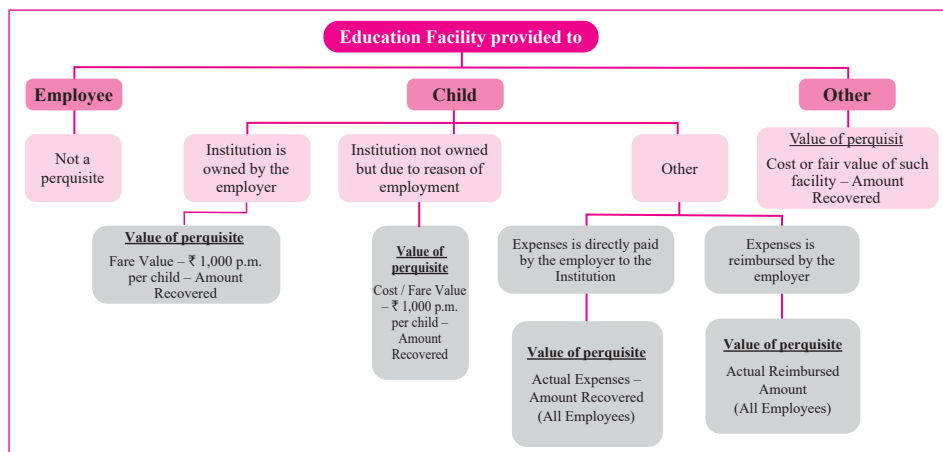 Education Facility provided to
Employee
Child
Other
Not a
perquisite
Institution is
owned by the
employer
Institution not owned
but due to reason of
employment
Other
Value of perquisit
Cost or fair value of such
facility – Amount
Recovered
Value of perquisite
Fare Value – ₹ 1,000 p.m.
per child – Amount
Recovered
Value of
perquisite
Cost / Fare Value
– ₹ 1,000 p.m.
per child –
Amount
Recovered
Expenses is directly paid
by the employer to the
Institution
Expenses is
reimbursed by the
employer
Value of perquisite
Actual Expenses –
Amount Recovered
(All Employees)
Value of perquisite
Actual Reimbursed
Amount
(All Employees)